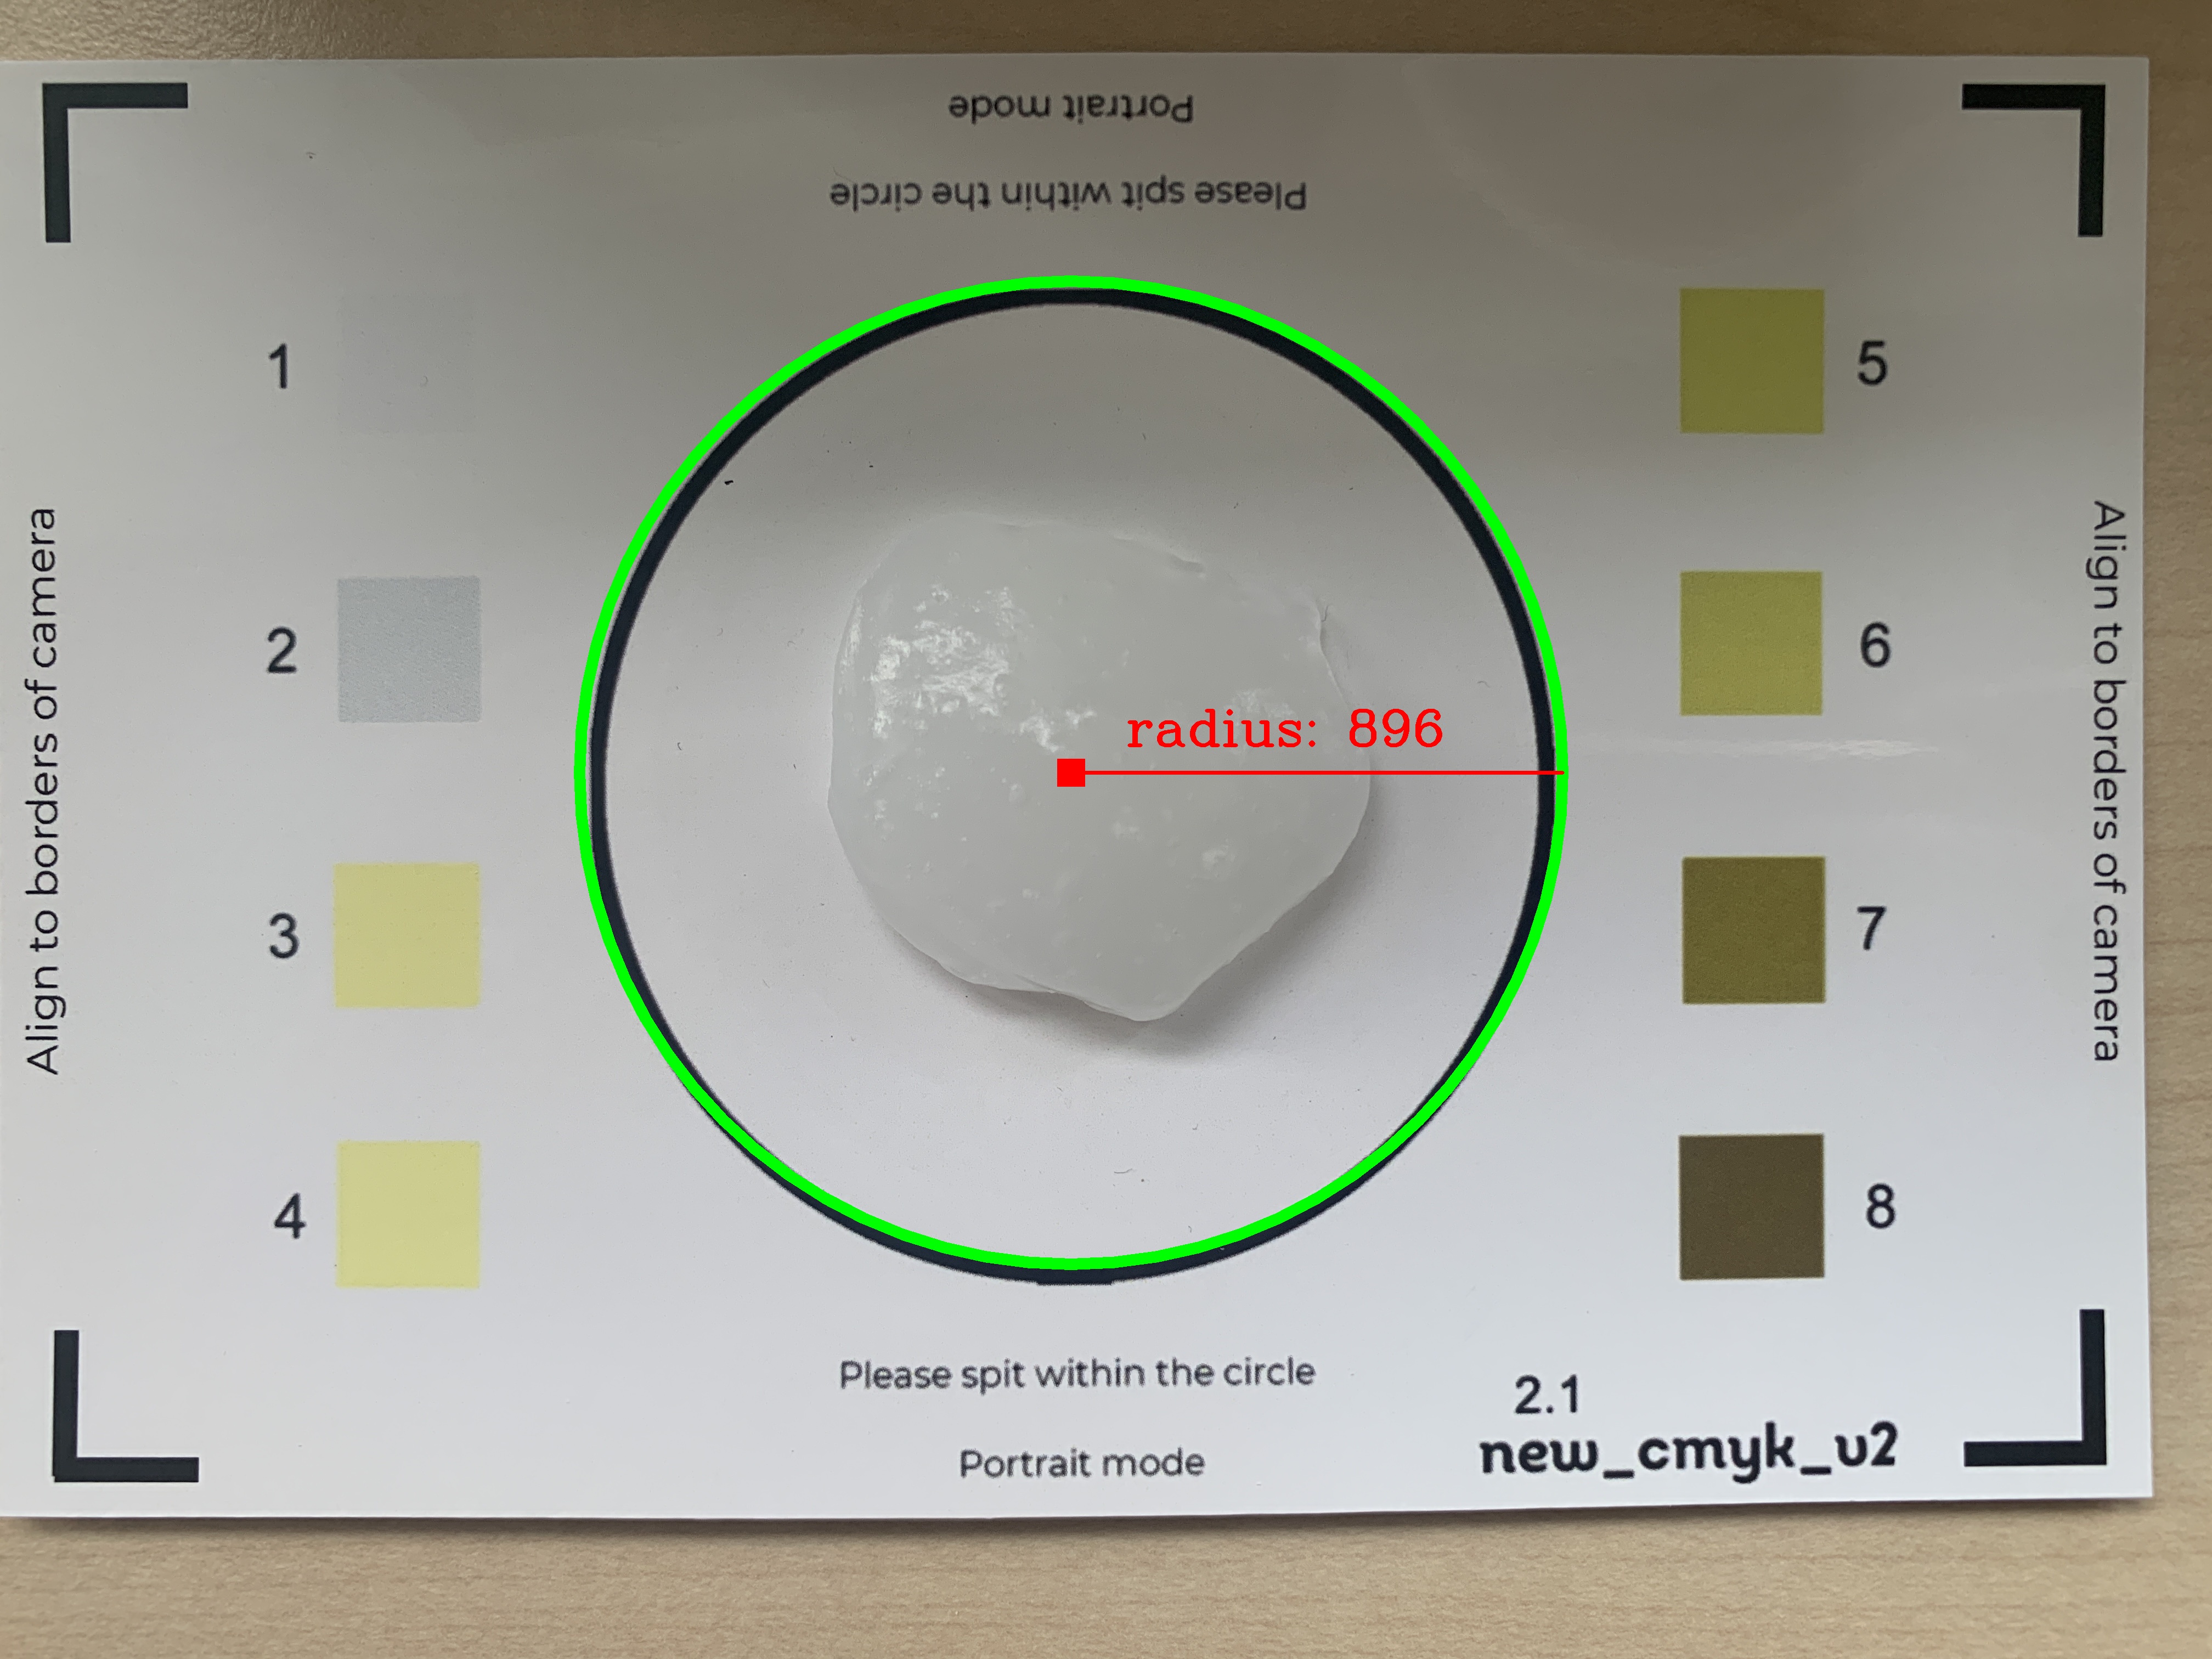 Portrait mode
Please spit within the circle
1
2
3
4
5
6
7
8
Align to borders of camera
Align to borders of camera
radius: 896
Please spit within the circle
Portrait mode
2.1
new_cmyk_v2